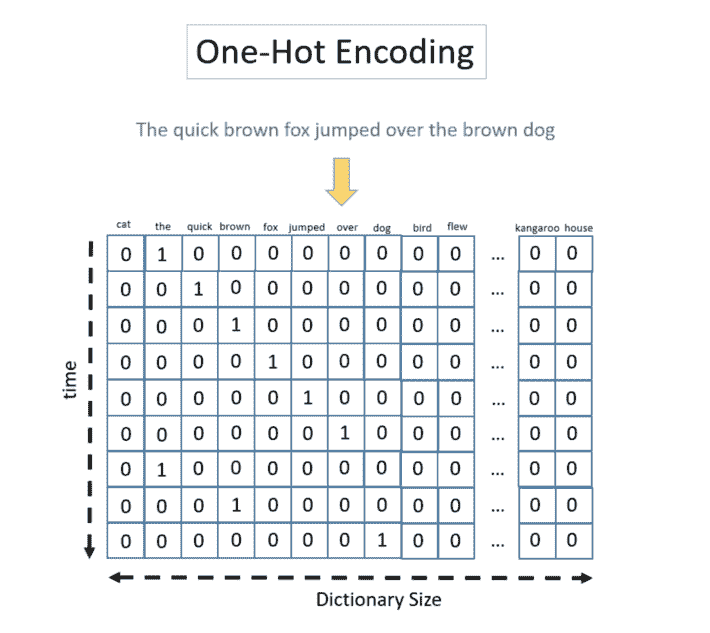 One-Hot Encoding
The quick brown fox jumped over the brown dog
cat the quick brown fox jumped over dog bird flew kangaroo house
0 1 0 0 0 0 0 0 0 0 ... 0 0
0 0 1 0 0 0 0 0 0 0 ... 0 0
0 0 0 1 0 0 0 0 0 0 ... 0 0
0 0 0 0 1 0 0 0 0 0 ... 0 0
0 0 0 0 0 1 0 0 0 0 ... 0 0
0 0 0 0 0 0 1 0 0 0 ... 0 0
0 1 0 0 0 0 0 0 0 0 ... 0 0
0 0 0 1 0 0 0 0 0 0 ... 0 0
0 0 0 0 0 0 0 1 0 0 ... 0 0
time
Dictionary Size